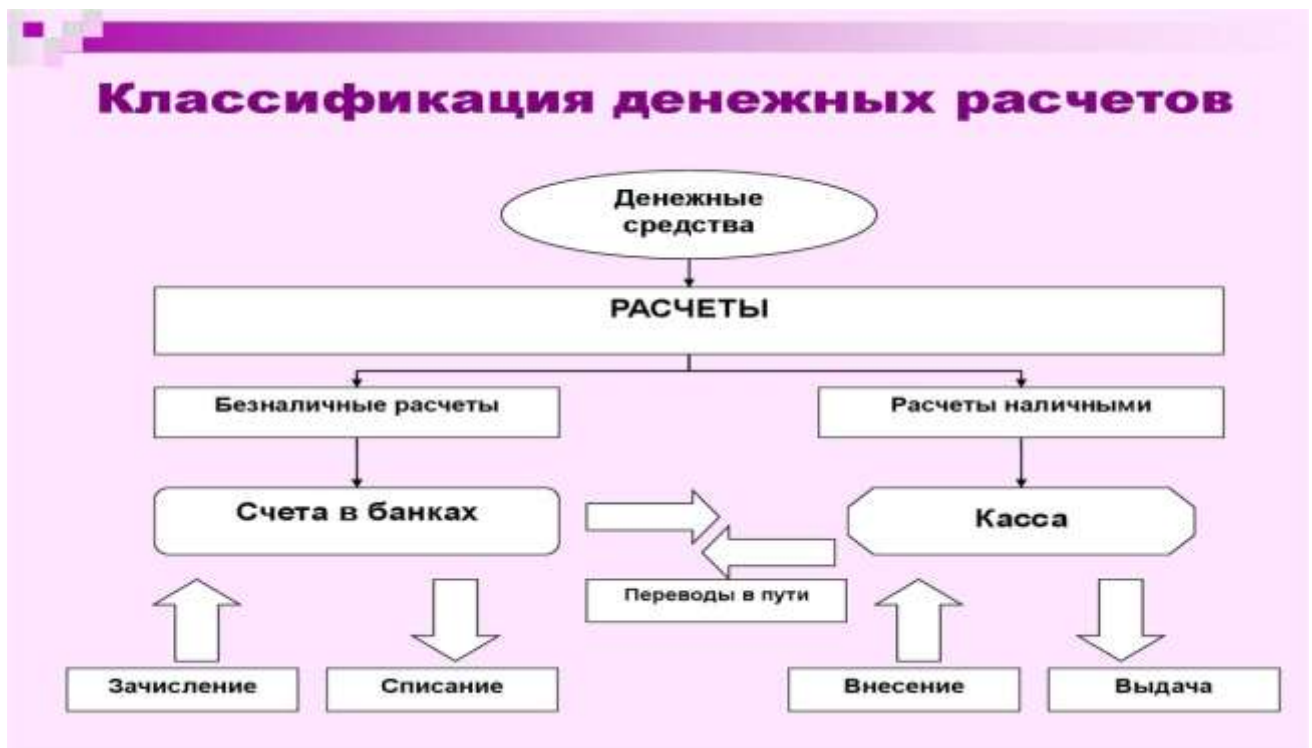 Классификация денежных расчетов
Денежные
средства
РАСЧЕТЫ
Безналичные расчеты
Расчеты наличными
Счета в банках
Касса
Переводы в пути
Зачисление
Списание
Внесение
Выдача